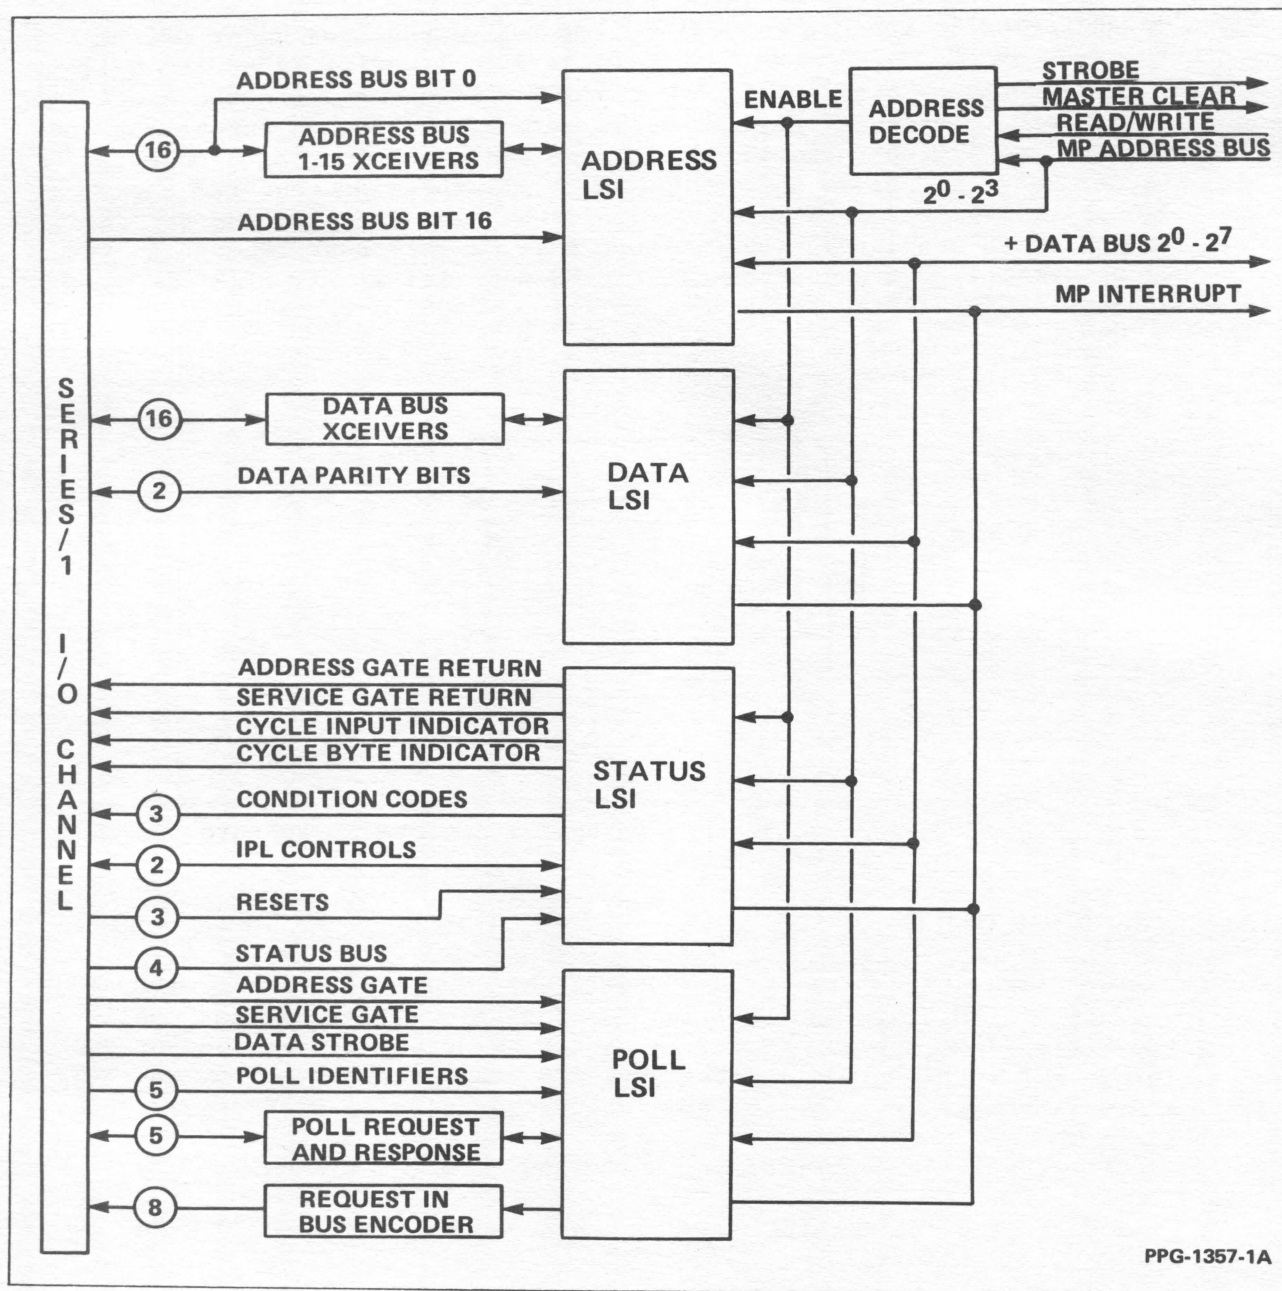 SERIES/1 I/O CHANNEL
ADDRESS BUS BIT 0
16
ADDRESS BUS
1-15 XCEIVERS
ADDRESS BUS BIT 16
ADDRESS
LSI
ENABLE
ADDRESS
DECODE
2⁰ - 2³
STROBE
MASTER CLEAR
READ/WRITE
MP ADDRESS BUS
+ DATA BUS 2⁰ - 2⁷
MP INTERRUPT
16
DATA BUS
XCEIVERS
2
DATA PARITY BITS
DATA
LSI
ADDRESS GATE RETURN
SERVICE GATE RETURN
CYCLE INPUT INDICATOR
CYCLE BYTE INDICATOR
3
CONDITION CODES
2
IPL CONTROLS
3
RESETS
4
STATUS BUS
STATUS
LSI
ADDRESS GATE
SERVICE GATE
DATA STROBE
5
POLL IDENTIFIERS
5
POLL REQUEST
AND RESPONSE
8
REQUEST IN
BUS ENCODER
POLL
LSI
PPG-1357-1A